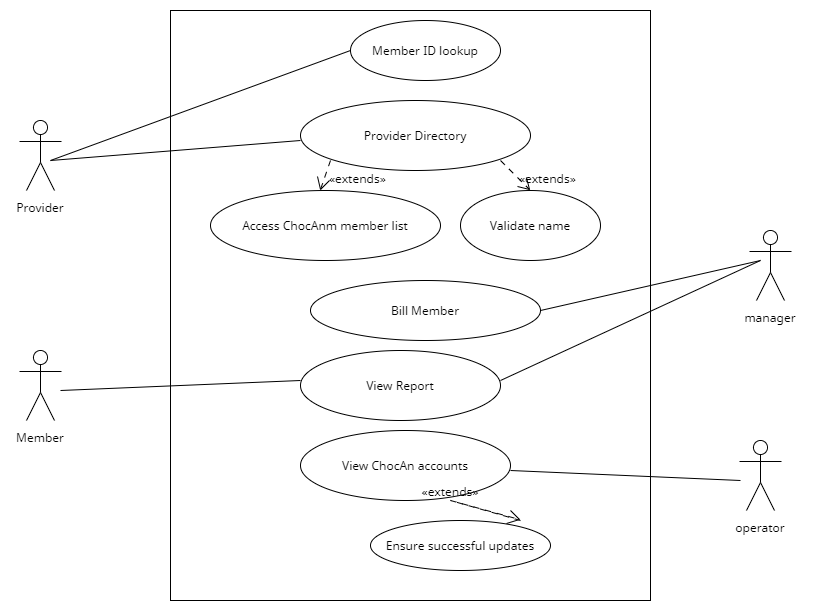 Member ID lookup
Provider Directory
«extends»
«extends»
Provider
Access ChocAnm member list
Validate name
Bill Member
manager
View Report
Member
View ChocAn accounts
«extends»
operator
Ensure successful updates